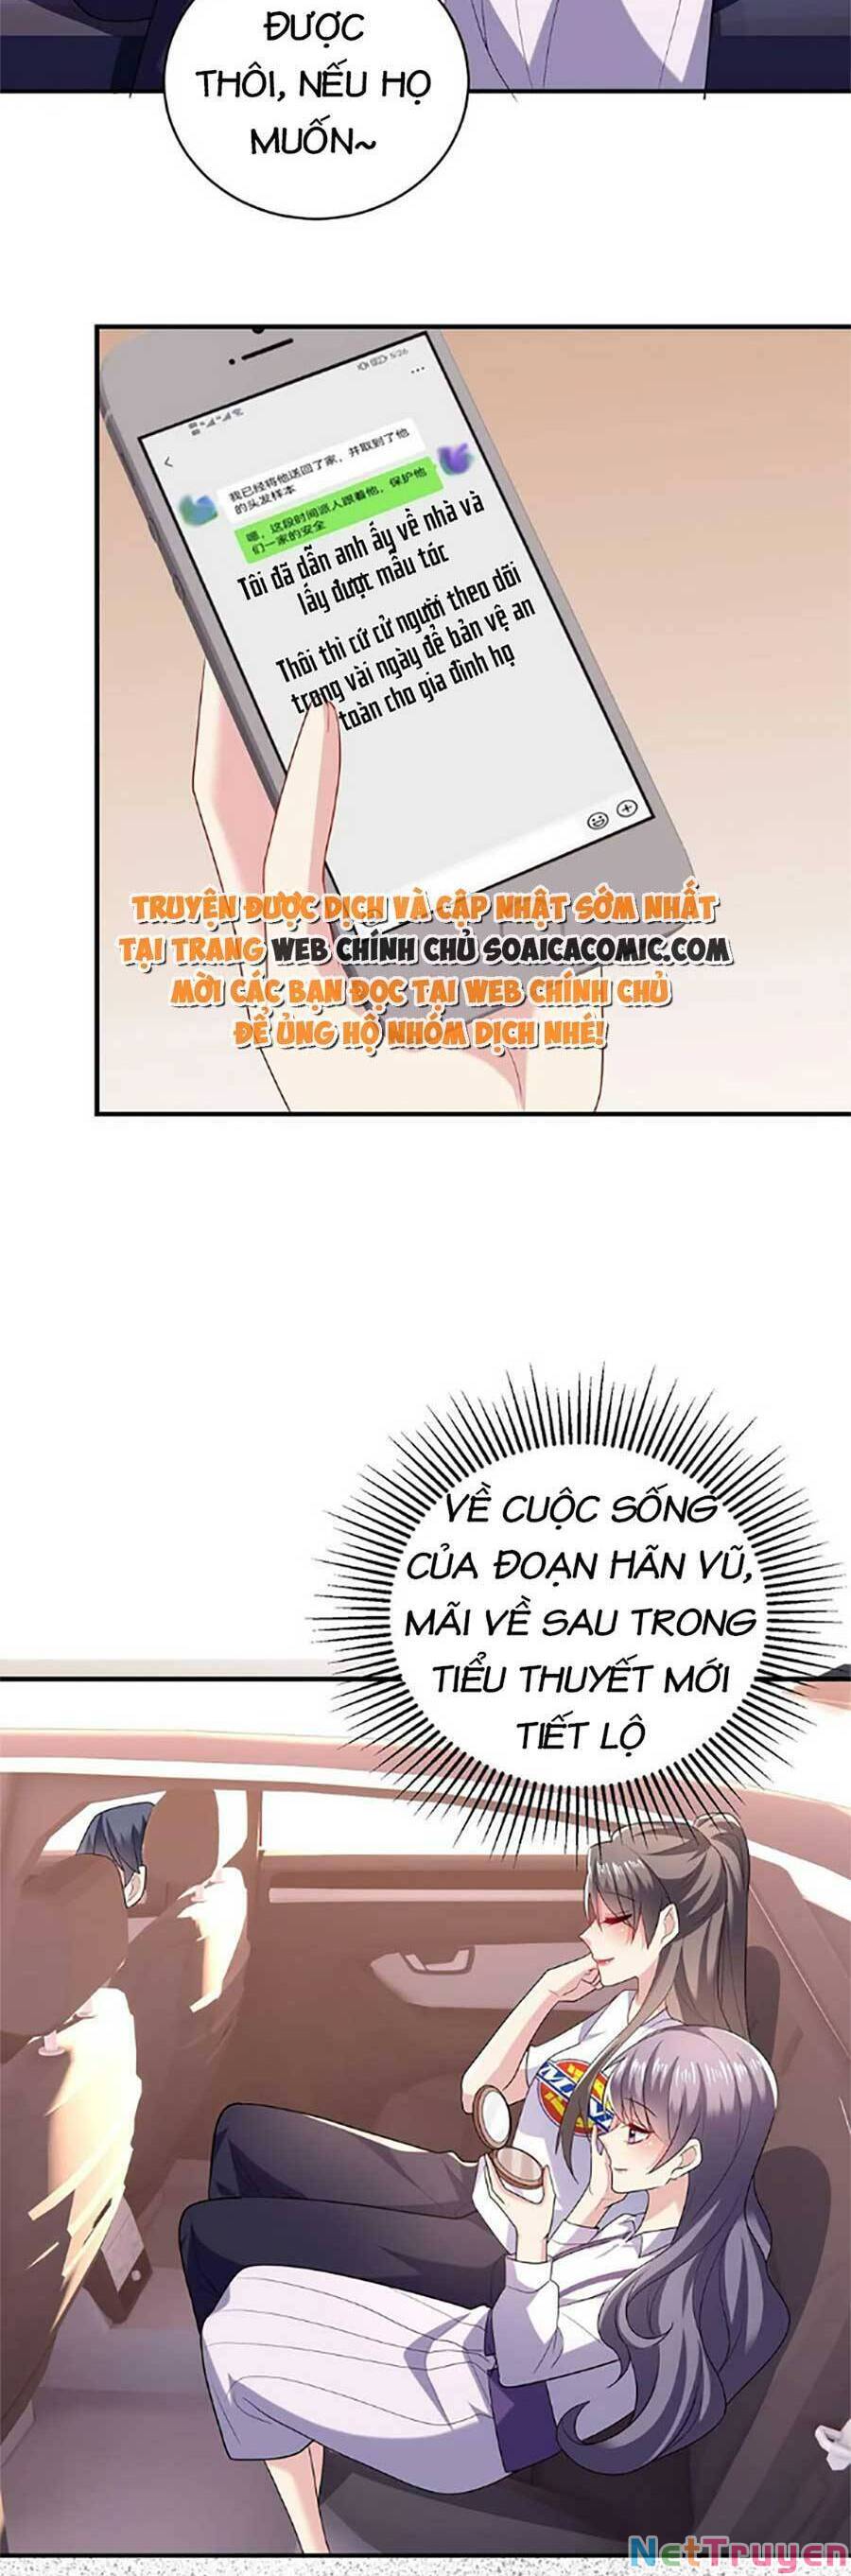 ĐƯỢC
THÔI, NẾU HỌ
MUỐN~
5:26
我已经将他送回了家，并取到了他
的头发样本
嗯，这段时间派人跟着他，保护他
们一家的安全
Tôi đã dẫn anh ấy về nhà và
lấy được mẫu tóc
Thôi thì cứ cử người theo dõi
trong vài ngày để bản vệ an
toàn cho gia đình họ
TRUYỆN ĐƯỢC DỊCH VÀ CẬP NHẬT SỚM NHẤT
TẠI TRANG WEB CHÍNH CHỦ SOAICACOMIC.COM
MỜI CÁC BẠN ĐỌC TẠI WEB CHÍNH CHỦ
ĐỂ ỦNG HỘ NHÓM DỊCH NHÉ!
VỀ CUỘC SỐNG
CỦA ĐOẠN HÃN VŨ,
MÃI VỀ SAU TRONG
TIỂU THUYẾT MỚI
TIẾT LỘ
NetTruyen